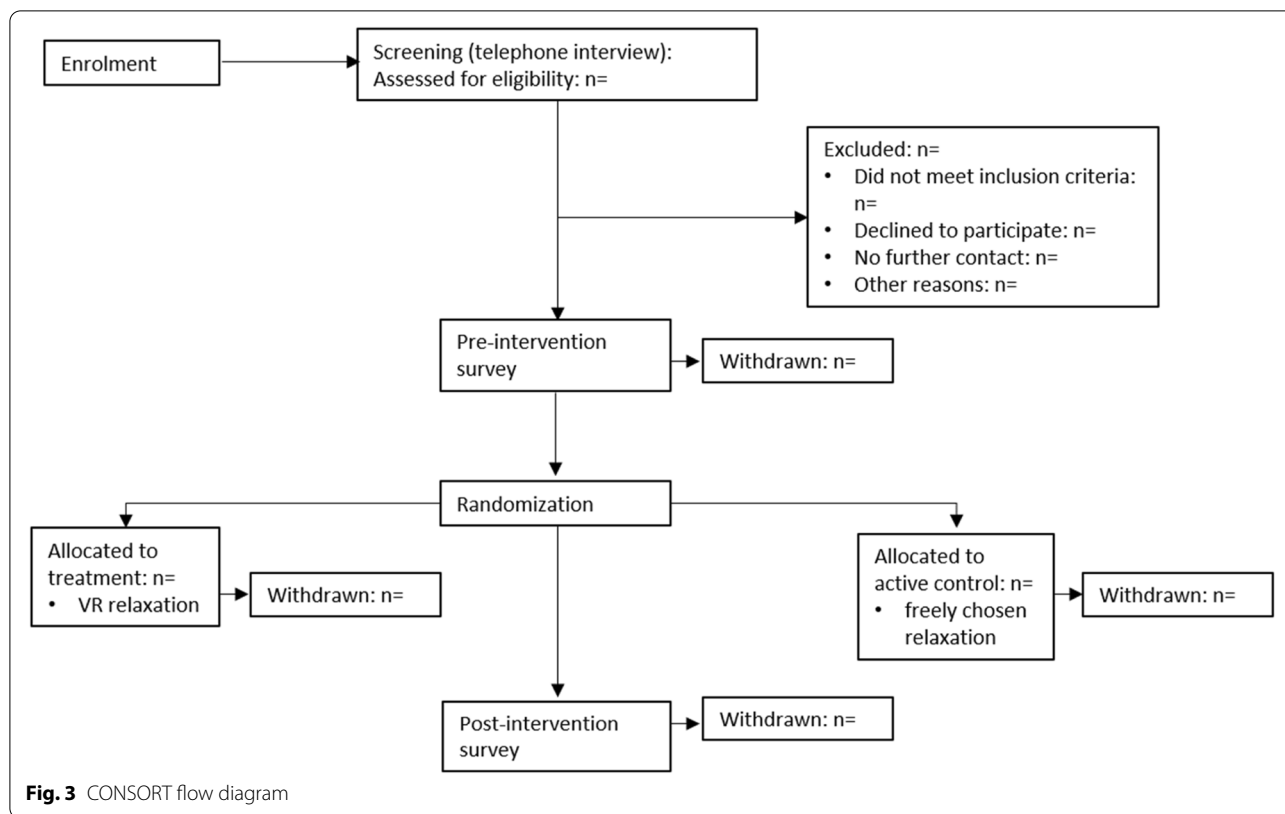 Enrolment
Screening (telephone interview):
Assessed for eligibility: n=
Excluded: n=
• Did not meet inclusion criteria:
n=
• Declined to participate: n=
• No further contact: n=
• Other reasons: n=
Pre-intervention
survey
Withdrawn: n=
Randomization
Allocated to
treatment: n=
• VR relaxation
Withdrawn: n=
Allocated to
active control: n=
• freely chosen
relaxation
Withdrawn: n=
Post-intervention
survey
Withdrawn: n=
Fig. 3 CONSORT flow diagram